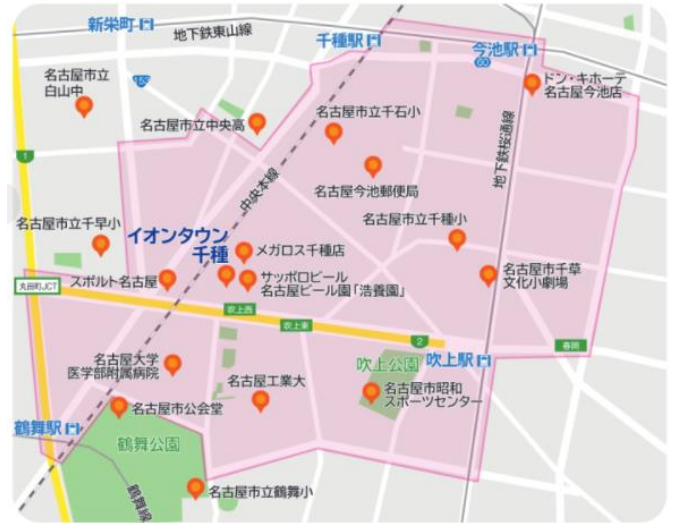 新栄町
地下鉄東山線
千種駅
今池駅
60
ドン・キホーテ
名古屋今池店
名古屋市立
白山中
153
名古屋市立中央高
名古屋市立千石小
地下鉄桜通線
1
中央本線
名古屋今池郵便局
名古屋市立千早小
イオンタウン
千種
メガロス千種店
名古屋市立千種小
丸田町JCT
スポルト名古屋
サッポロビール
名古屋ビール園「浩養園」
名古屋市千草
文化小劇場
吹上西
吹上東
2
春岡
名古屋大学
医学部附属病院
吹上公園
吹上駅
名古屋工業大
名古屋市昭和
スポーツセンター
名古屋市公会堂
鶴舞駅
鶴舞公園
鶴舞線
名古屋市立鶴舞小